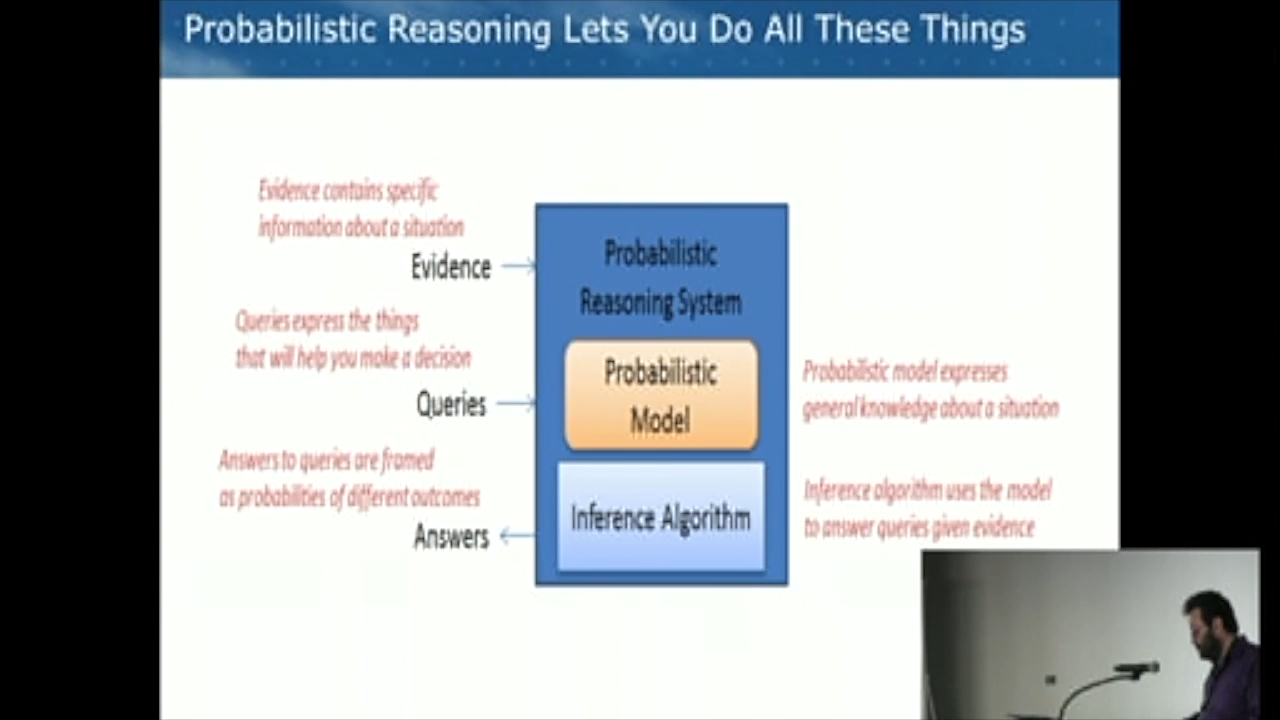 Probabilistic Reasoning Lets You Do All These Things
Evidence contains specific
information about a situation
Evidence
Queries express the things
that will help you make a decision
Queries
Answers to queries are framed
as probabilities of different outcomes
Answers
Probabilistic
Reasoning System
Probabilistic
Model
Inference Algorithm
Probabilistic model expresses
general knowledge about a situation
Inference algorithm uses the model
to answer queries given evidence